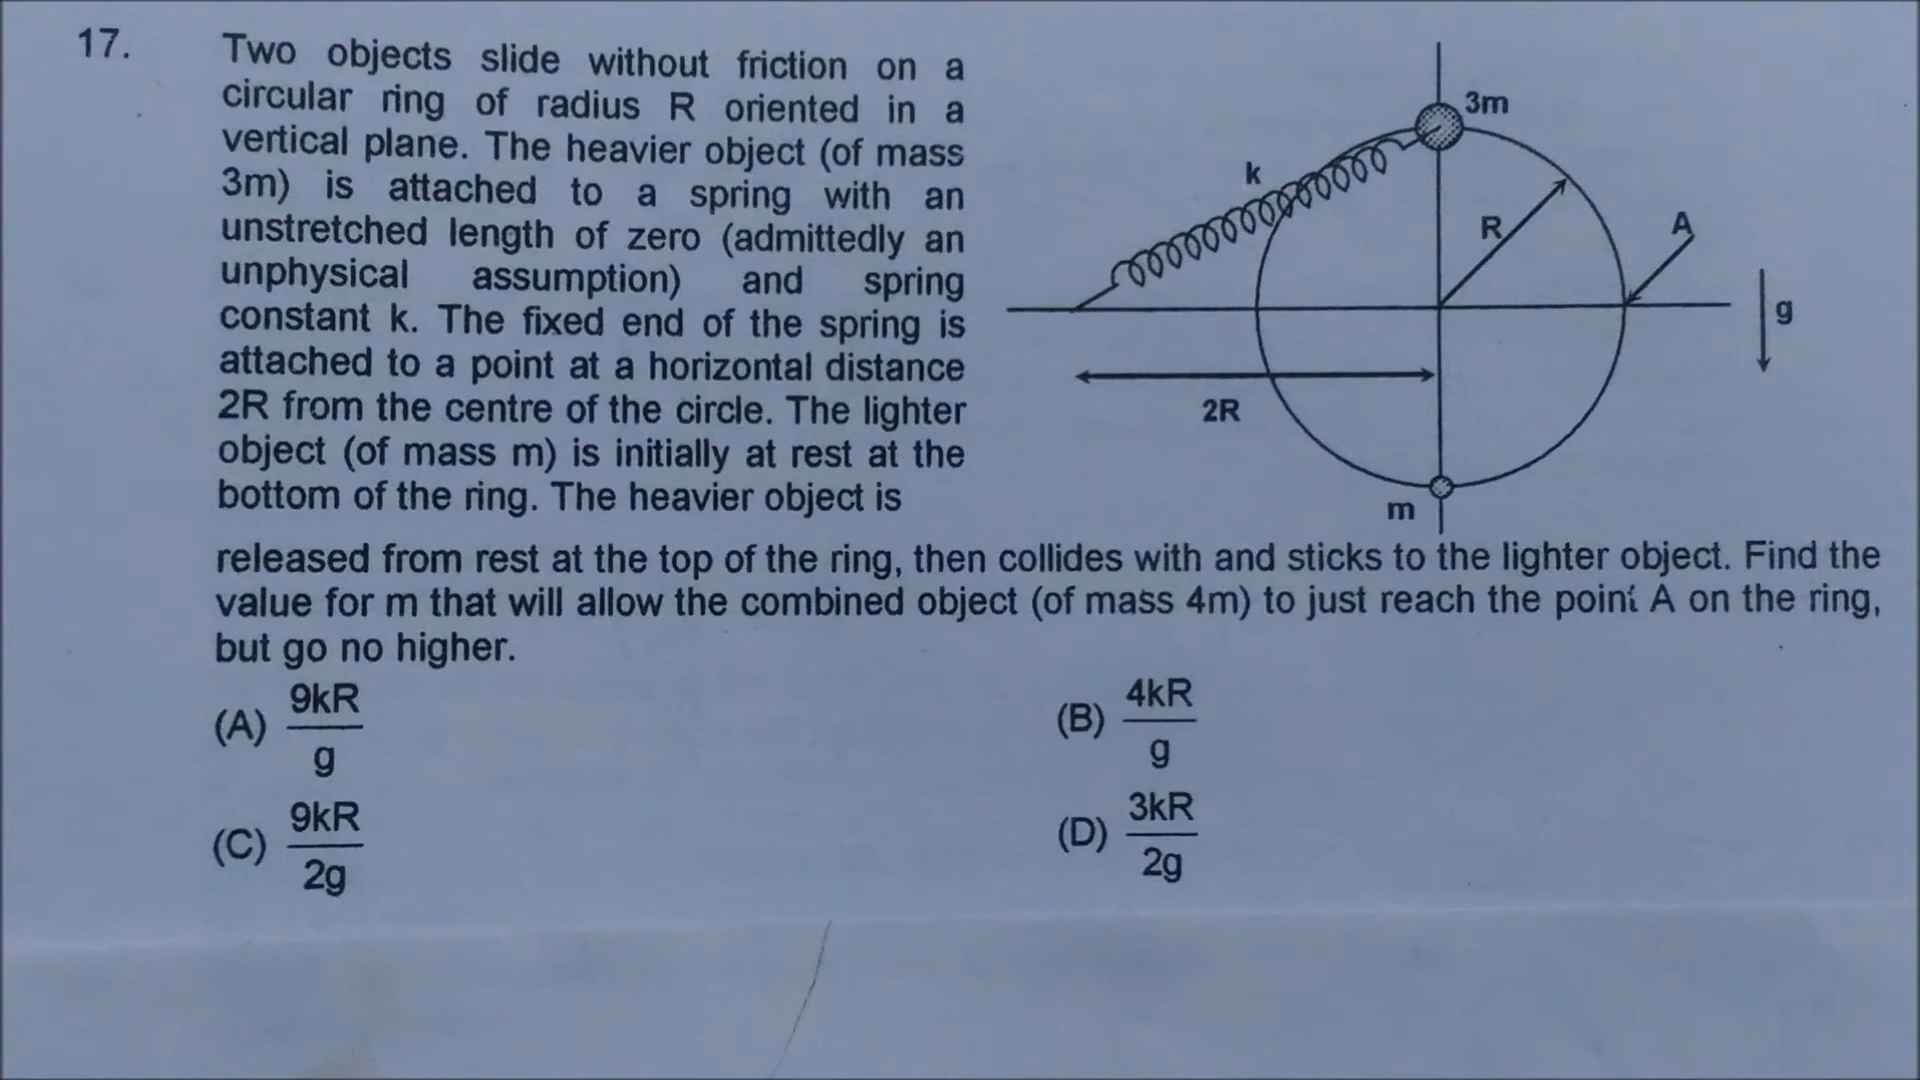 17.
Two objects slide without friction on a
circular ring of radius R oriented in a
vertical plane. The heavier object (of mass
3m) is attached to a spring with an
unstretched length of zero (admittedly an
unphysical assumption) and spring
constant k. The fixed end of the spring is
attached to a point at a horizontal distance
2R from the centre of the circle. The lighter
object (of mass m) is initially at rest at the
bottom of the ring. The heavier object is
3m
k
R
A
g
2R
m
released from rest at the top of the ring, then collides with and sticks to the lighter object. Find the
value for m that will allow the combined object (of mass 4m) to just reach the point A on the ring,
but go no higher.
(A) 9kR/g
(B) 4kR/g
(C) 9kR/2g
(D) 3kR/2g